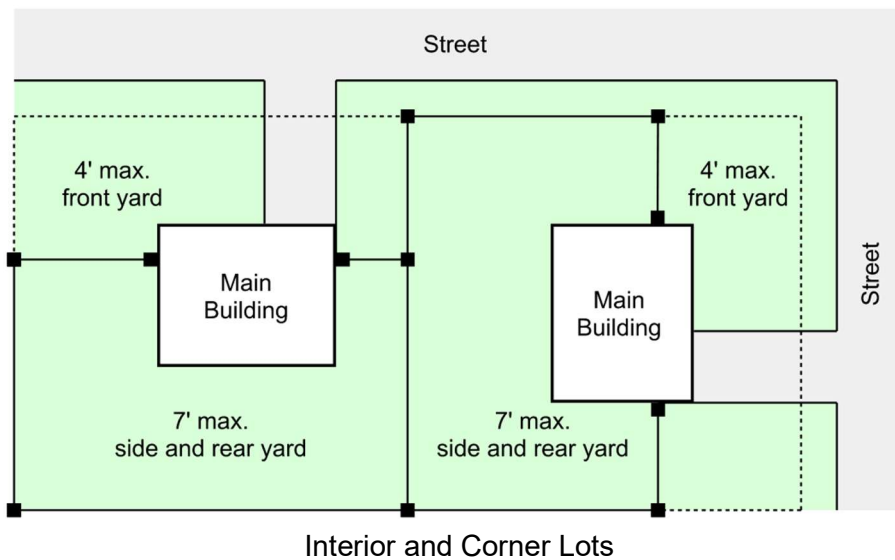 Street
4' max.
front yard
4' max.
front yard
Main
Building
Main
Building
Street
7' max.
side and rear yard
7' max.
side and rear yard
Interior and Corner Lots